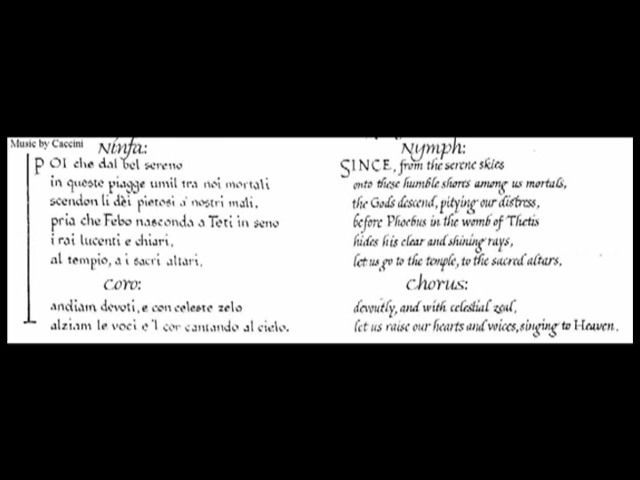 Music by Caccini
Ninfa:
POI che dal bel sereno
in queste piagge umil tra noi mortali
scendon li dèi pietosi a' nostri mali,
pria che Febo nasconda a Teti in seno
i rai lucenti e chiari,
al tempio, a i sacri altari,
Coro:
andiam devoti, e con celeste zelo
alziam le voci e 'l cor cantando al cielo.
Nymph:
SINCE, from the serene skies
onto these humble shores among us mortals,
the Gods descend, pitying our distress,
before Phoebus in the womb of Thetis
hides his clear and shining rays,
let us go to the temple, to the sacred altars,
Chorus:
devoutly, and with celestial zeal,
let us raise our hearts and voices, singing to Heaven.